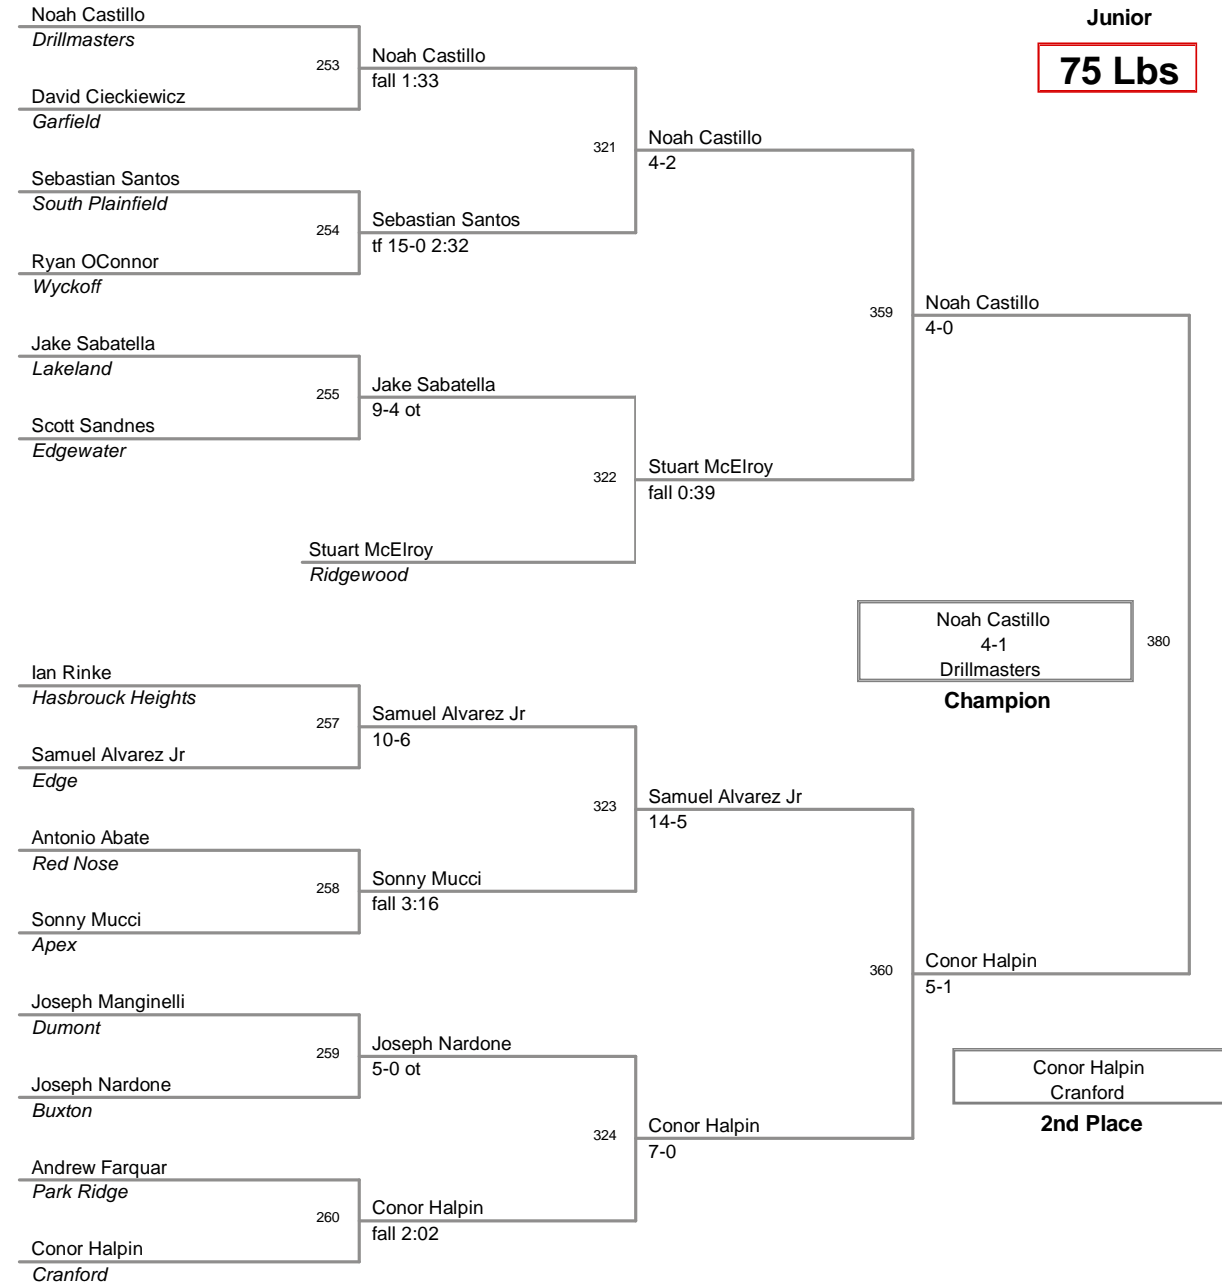 Junior
75 Lbs
Noah Castillo
Drillmasters
253
David Cieckiewicz
Garfield
Noah Castillo
fall 1:33
321
Sebastian Santos
South Plainfield
254
Ryan OConnor
Wyckoff
Sebastian Santos
tf 15-0 2:32
Noah Castillo
4-2
359
Jake Sabatella
Lakeland
255
Scott Sandnes
Edgewater
Jake Sabatella
9-4 ot
322
Stuart McElroy
Ridgewood
Stuart McElroy
fall 0:39
Noah Castillo
4-0
Noah Castillo
4-1
Drillmasters
380
Champion
Ian Rinke
Hasbrouck Heights
257
Samuel Alvarez Jr
Edge
Samuel Alvarez Jr
10-6
323
Antonio Abate
Red Nose
258
Sonny Mucci
Apex
Sonny Mucci
fall 3:16
Samuel Alvarez Jr
14-5
360
Joseph Manginelli
Dumont
259
Joseph Nardone
Buxton
Joseph Nardone
5-0 ot
324
Andrew Farquar
Park Ridge
260
Conor Halpin
Cranford
Conor Halpin
fall 2:02
Conor Halpin
7-0
Conor Halpin
5-1
Conor Halpin
Cranford
2nd Place